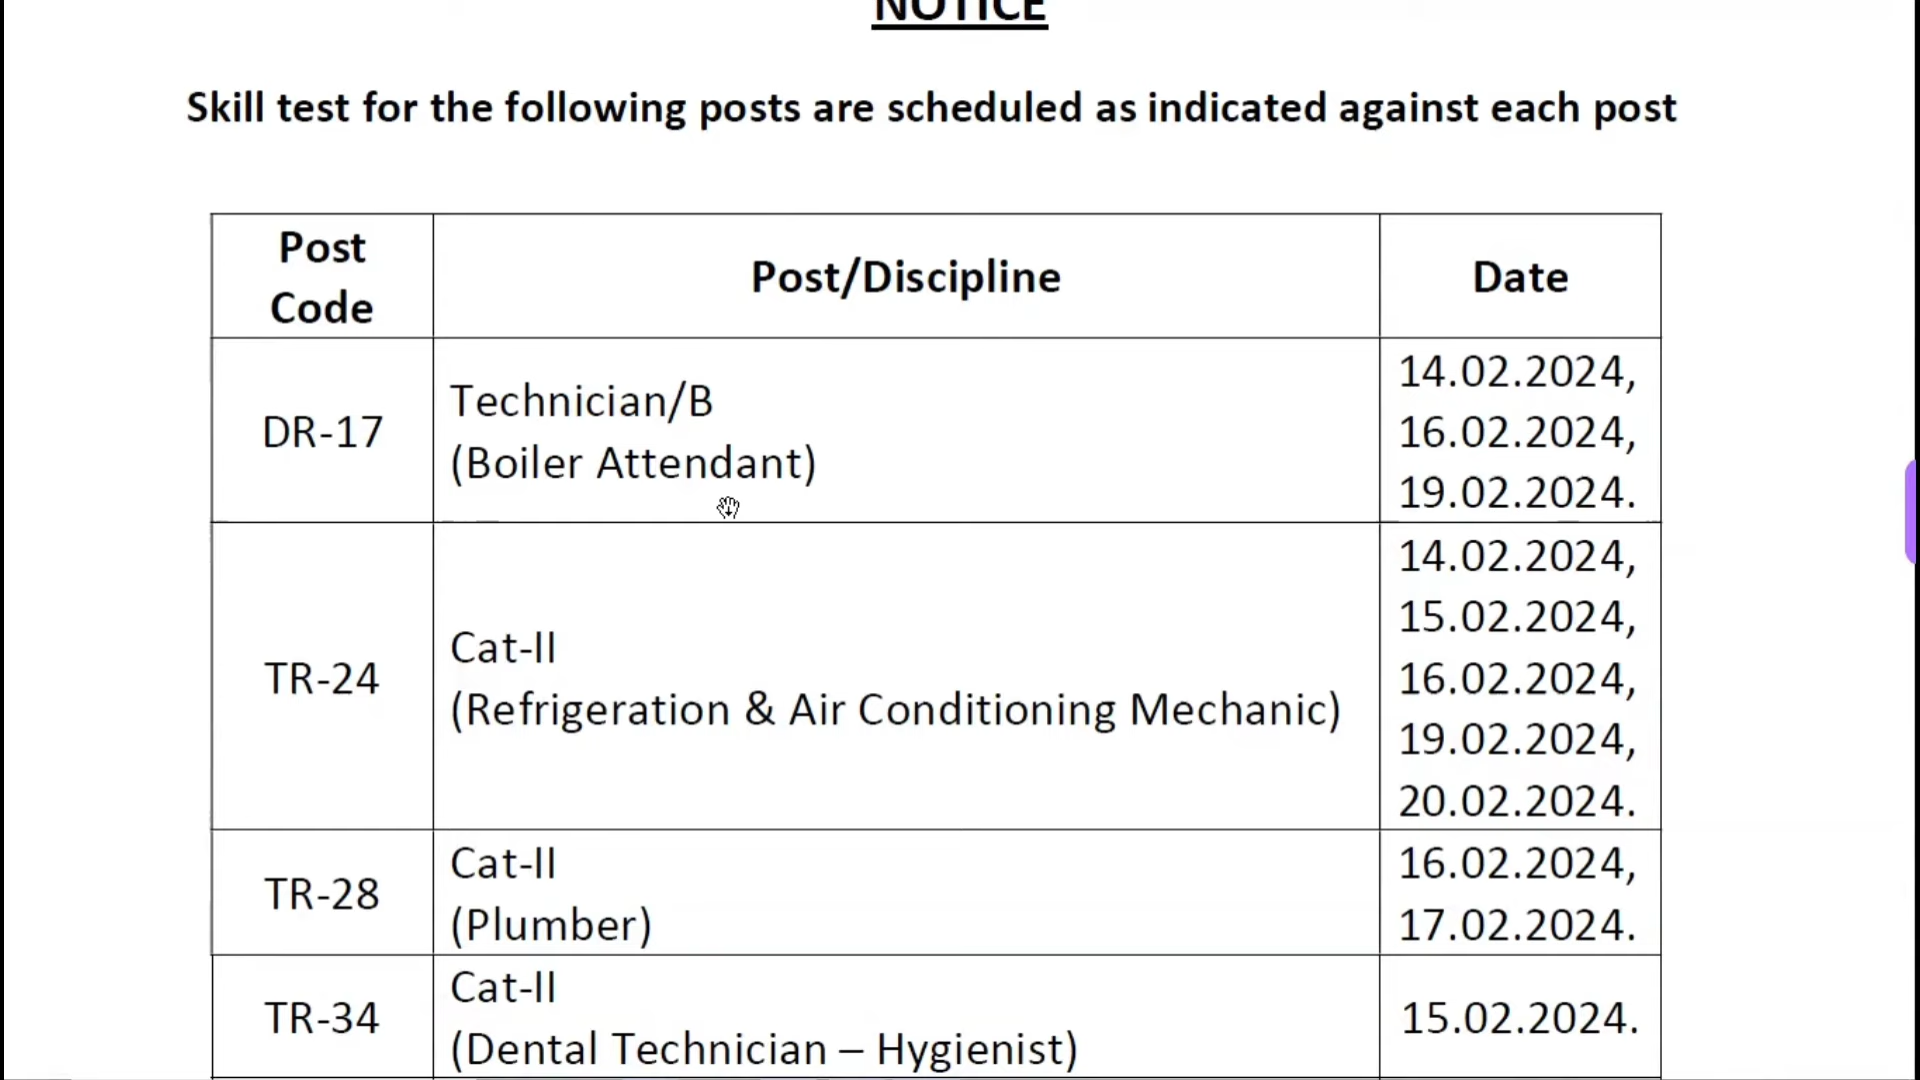 NOTICE
Skill test for the following posts are scheduled as indicated against each post
Post
Code
Post/Discipline
Date
DR-17
Technician/B
(Boiler Attendant)
14.02.2024,
16.02.2024,
19.02.2024.
TR-24
Cat-II
(Refrigeration & Air Conditioning Mechanic)
14.02.2024,
15.02.2024,
16.02.2024,
19.02.2024,
20.02.2024.
TR-28
Cat-II
(Plumber)
16.02.2024,
17.02.2024.
TR-34
Cat-II
(Dental Technician – Hygienist)
15.02.2024.